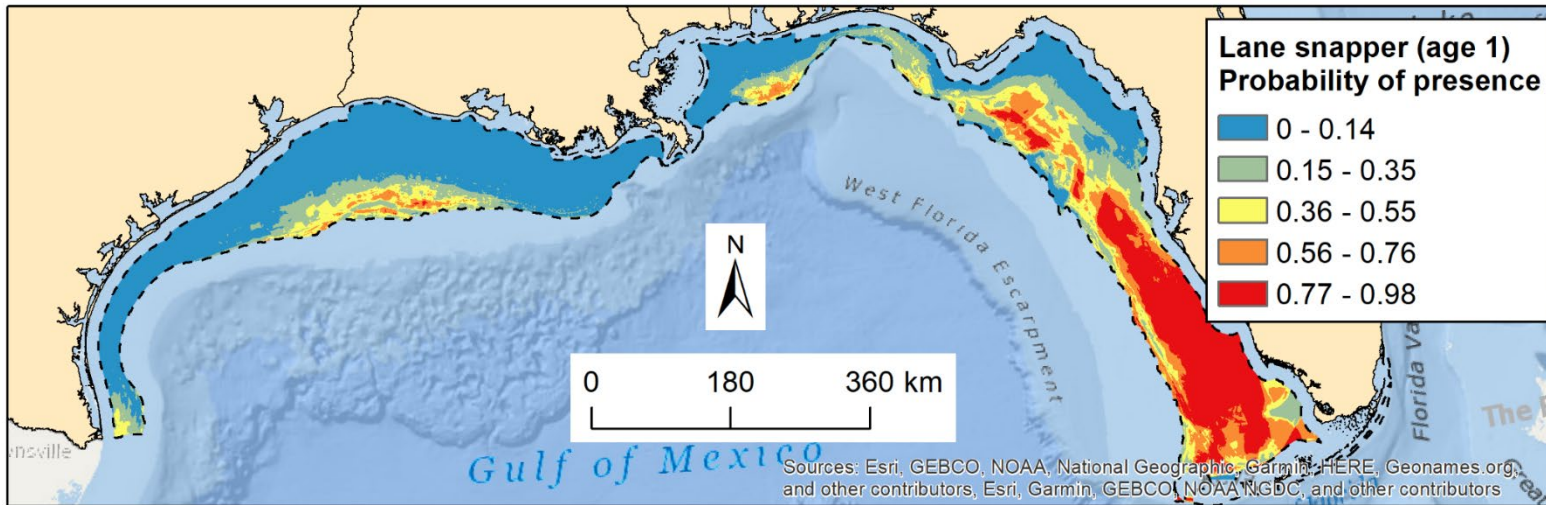 Lane snapper (age 1)
Probability of presence
0 - 0.14
0.15 - 0.35
0.36 - 0.55
0.56 - 0.76
0.77 - 0.98
West Florida Escarpment
N
0 180 360 km
Florida Va
The B
nsville
Gulf of Mexico
Sources: Esri, GEBCO, NOAA, National Geographic, Garmin, HERE, Geonames.org,
and other contributors, Esri, Garmin, GEBCO, NOAA NGDC, and other contributors